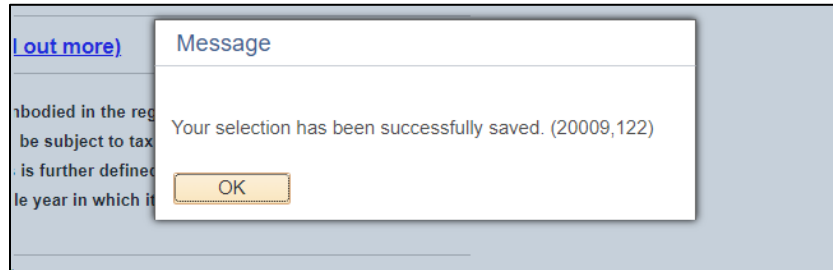 l out more)
Message
nbodied in the reg
be subject to tax
is further defined
le year in which it
Your selection has been successfully saved. (20009,122)
OK